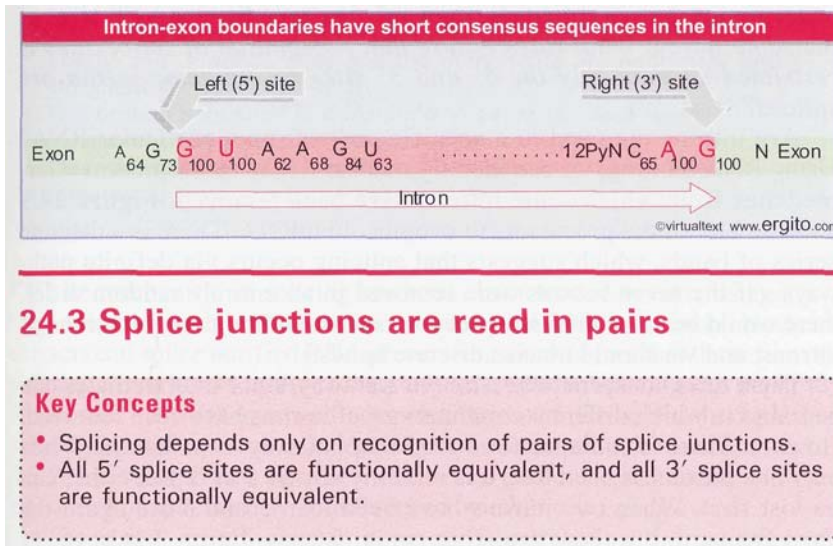 Intron-exon boundaries have short consensus sequences in the intron
Left (5') site Right (3') site
Exon A64 G73 G100 U100 A62 A68 G84 U63 .............. 12PyN C65 A100 G100 N Exon
Intron
©virtualtext www.ergito.com
24.3 Splice junctions are read in pairs
Key Concepts
• Splicing depends only on recognition of pairs of splice junctions.
• All 5′ splice sites are functionally equivalent, and all 3′ splice sites
are functionally equivalent.